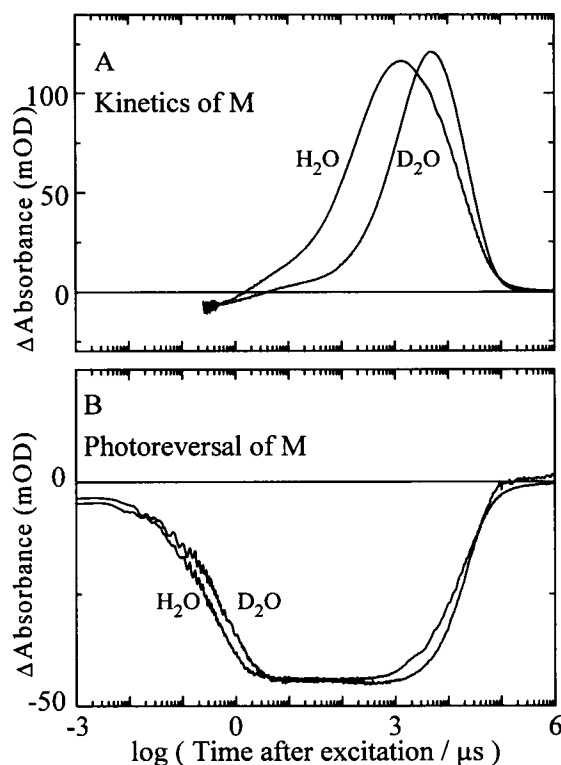 A
Kinetics of M
H₂O
D₂O
ΔAbsorbance (mOD)
100
50
0
B
Photoreversal of M
H₂O
D₂O
ΔAbsorbance (mOD)
0
-50
-3
0
3
6
log ( Time after excitation / μs )